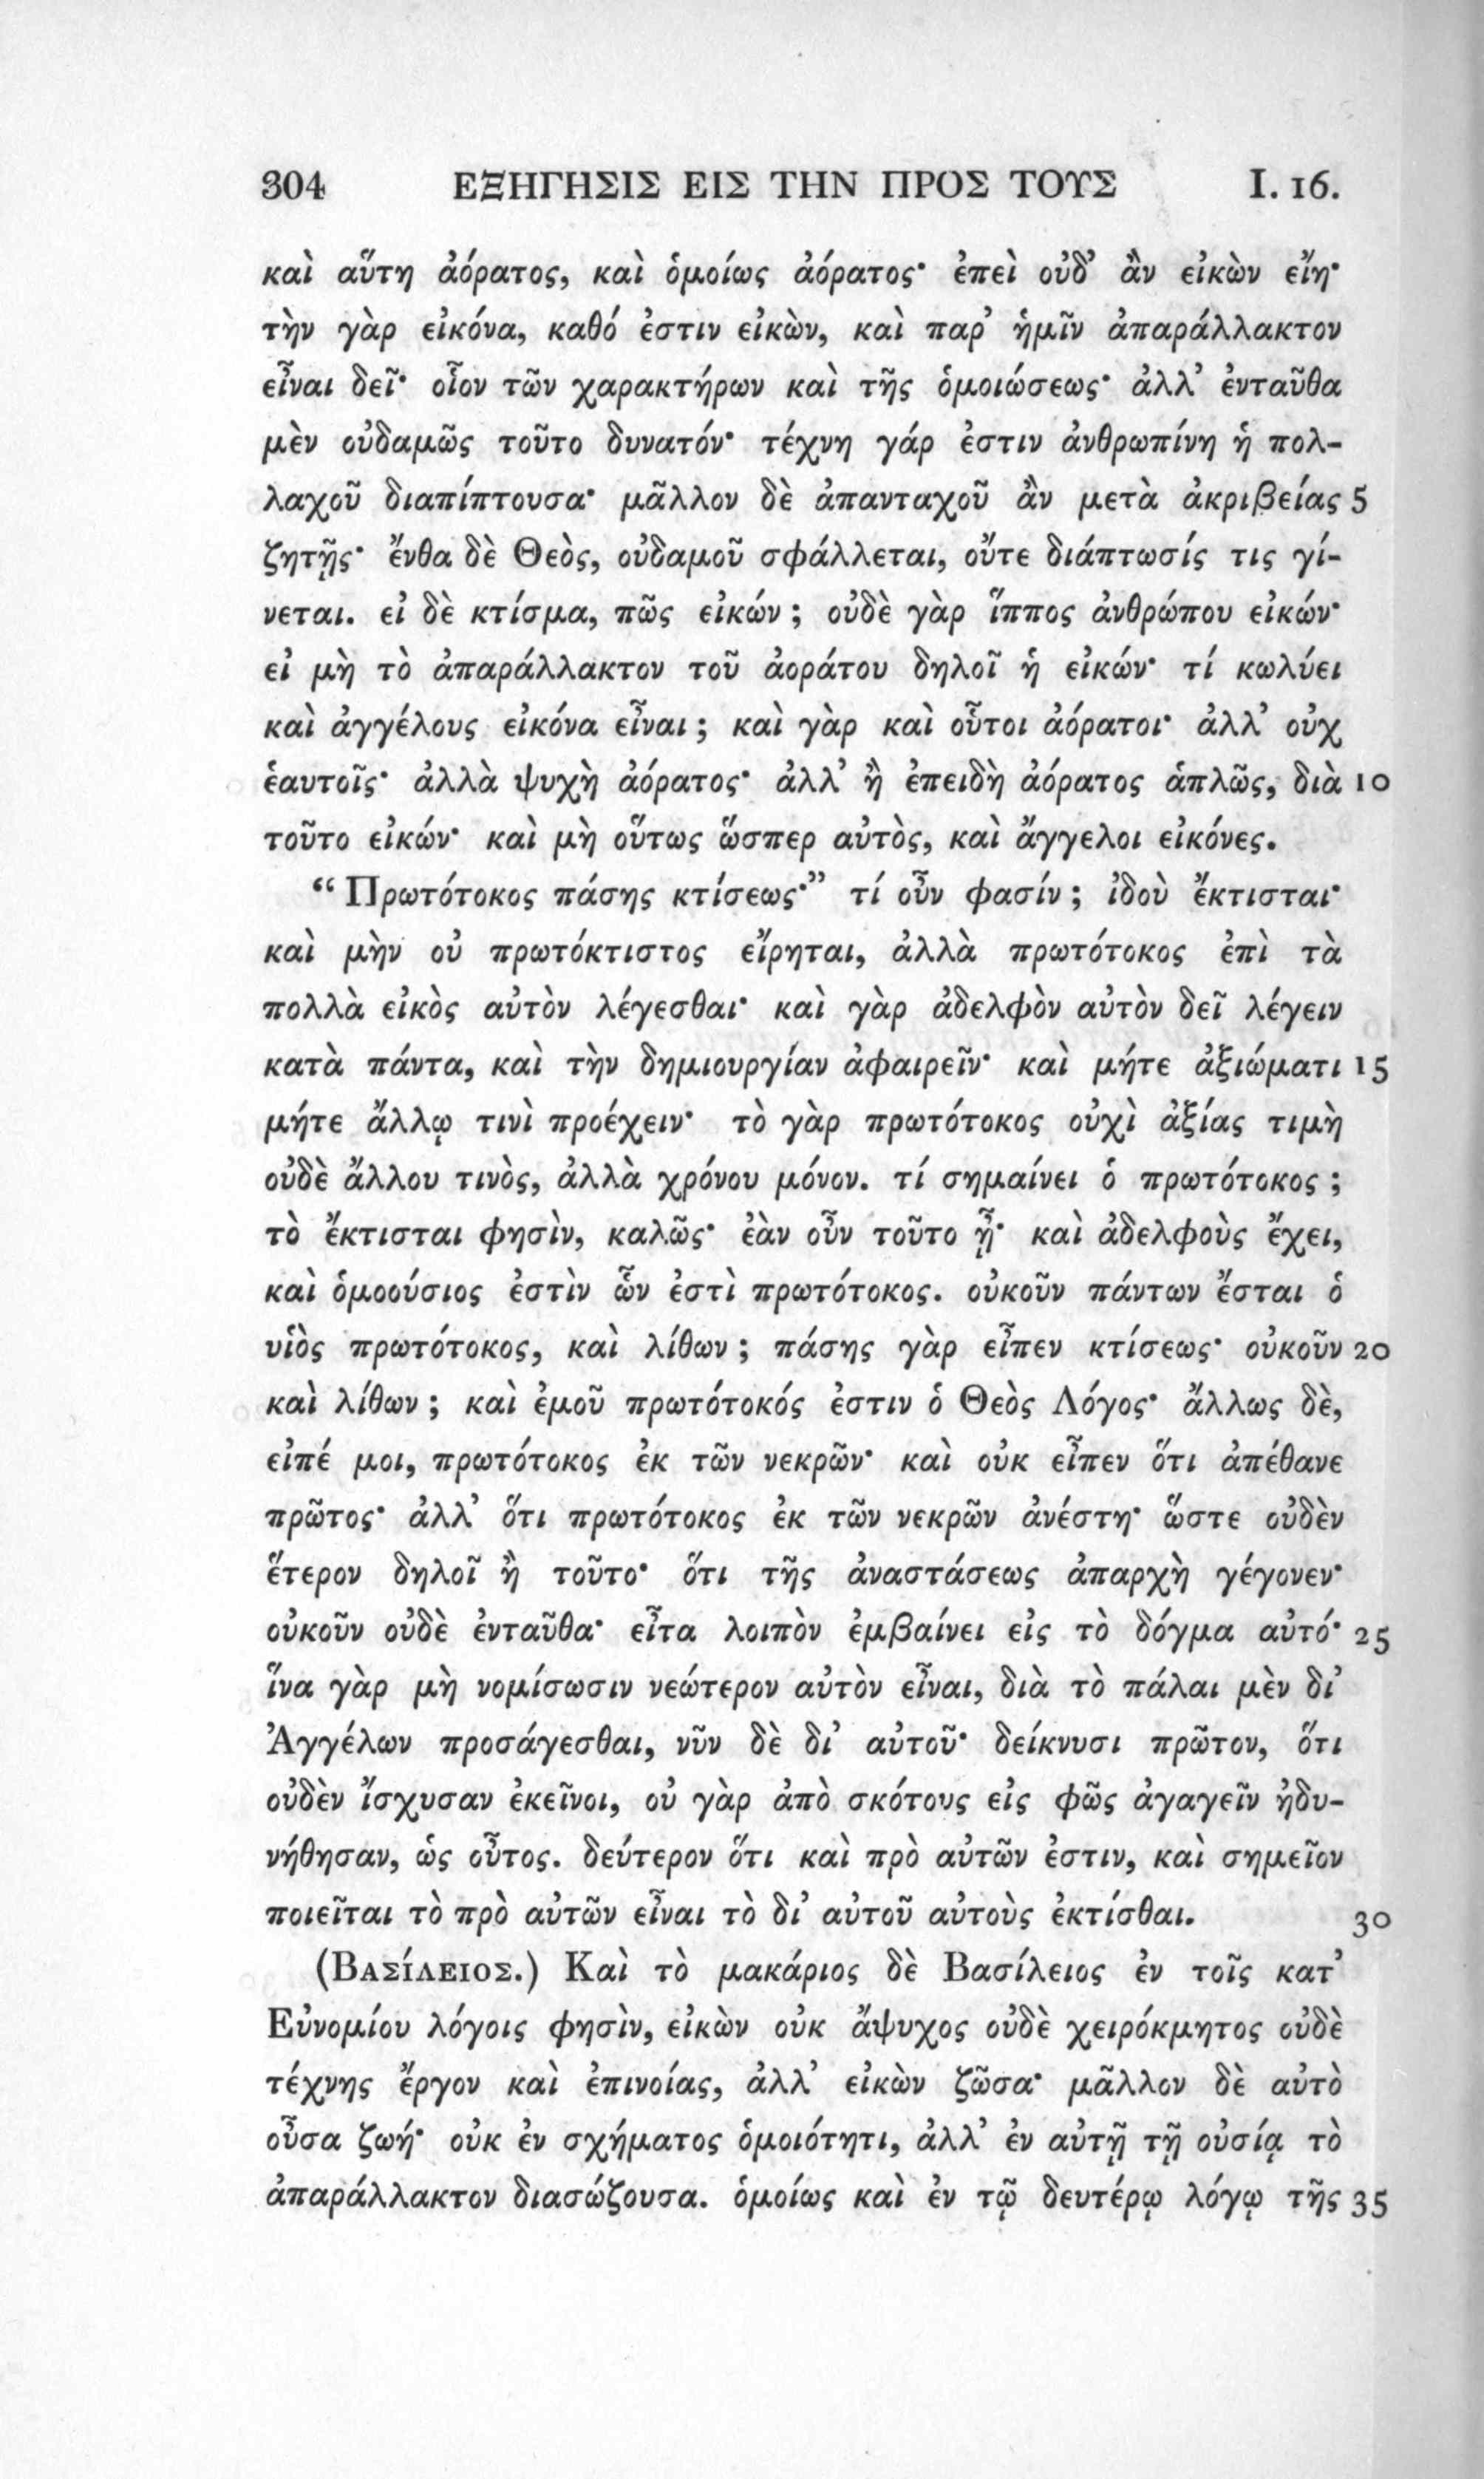 304 ΕΞΗΓΗΣΙΣ ΕΙΣ ΤΗΝ ΠΡΟΣ ΤΟΥΣ I. 16.
καὶ αὕτη ἀόρατος, καὶ ὁμοίως ἀόρατος· ἐπεὶ οὐδ’ ἂν εἰκὼν εἴη·
τὴν γὰρ εἰκόνα, καθό ἐστιν εἰκὼν, καὶ παρ’ ἡμῖν ἀπαράλλακτον
εἶναι δεῖ· οἷον τῶν χαρακτήρων καὶ τῆς ὁμοιώσεως· ἀλλ’ ἐνταῦθα
μὲν οὐδαμῶς τοῦτο δυνατόν· τέχνη γάρ ἐστιν ἀνθρωπίνη ἡ πολ-
λαχοῦ διαπίπτουσα· μᾶλλον δὲ ἀπανταχοῦ ἂν μετὰ ἀκριβείας 5
ζητῇς· ἔνθα δὲ Θεὸς, οὐδαμοῦ σφάλλεται, οὔτε διάπτωσίς τις γί-
νεται. εἰ δὲ κτίσμα, πῶς εἰκών ; οὐδὲ γὰρ ἵππος ἀνθρώπου εἰκών·
εἰ μὴ τὸ ἀπαράλλακτον τοῦ ἀοράτου δηλοῖ ἡ εἰκών· τί κωλύει
καὶ ἀγγέλους εἰκόνα εἶναι ; καὶ γὰρ καὶ οὗτοι ἀόρατοι· ἀλλ’ οὐχ
ἑαυτοῖς· ἀλλὰ ψυχὴ ἀόρατος· ἀλλ’ ἢ ἐπειδὴ ἀόρατος ἁπλῶς, διὰ 10
τοῦτο εἰκών· καὶ μὴ οὕτως ὥσπερ αὐτὸς, καὶ ἄγγελοι εἰκόνες.
“ Πρωτότοκος πάσης κτίσεως·” τί οὖν φασίν ; ἰδοὺ ἔκτισται·
καὶ μὴν οὐ πρωτόκτιστος εἴρηται, ἀλλὰ πρωτότοκος ἐπὶ τὰ
πολλὰ εἰκὸς αὐτὸν λέγεσθαι· καὶ γὰρ ἀδελφὸν αὐτὸν δεῖ λέγειν
κατὰ πάντα, καὶ τὴν δημιουργίαν ἀφαιρεῖν· καὶ μήτε ἀξιώματι 15
μήτε ἄλλῳ τινὶ προέχειν· τὸ γὰρ πρωτότοκος οὐχὶ ἀξίας τιμὴ
οὐδὲ ἄλλου τινὸς, ἀλλὰ χρόνου μόνον. τί σημαίνει ὁ πρωτότοκος ;
τὸ ἔκτισται φησὶν, καλῶς· ἐὰν οὖν τοῦτο ᾖ· καὶ ἀδελφοὺς ἔχει,
καὶ ὁμοούσιος ἐστὶν ὧν ἐστὶ πρωτότοκος. οὐκοῦν πάντων ἔσται ὁ
υἱὸς πρωτότοκος, καὶ λίθων ; πάσης γὰρ εἶπεν κτίσεως· οὐκοῦν 20
καὶ λίθων ; καὶ ἐμοῦ πρωτότοκός ἐστιν ὁ Θεὸς Λόγος· ἄλλως δὲ,
εἰπέ μοι, πρωτότοκος ἐκ τῶν νεκρῶν· καὶ οὐκ εἶπεν ὅτι ἀπέθανε
πρῶτος· ἀλλ’ ὅτι πρωτότοκος ἐκ τῶν νεκρῶν ἀνέστη· ὥστε οὐδὲν
ἕτερον δηλοῖ ἢ τοῦτο· ὅτι τῆς ἀναστάσεως ἀπαρχὴ γέγονεν·
οὐκοῦν οὐδὲ ἐνταῦθα· εἶτα λοιπὸν ἐμβαίνει εἰς τὸ δόγμα αὐτό· 25
ἵνα γὰρ μὴ νομίσωσιν νεώτερον αὐτὸν εἶναι, διὰ τὸ πάλαι μὲν δι’
Ἀγγέλων προσάγεσθαι, νῦν δὲ δι’ αὐτοῦ· δείκνυσι πρῶτον, ὅτι
οὐδὲν ἴσχυσαν ἐκεῖνοι, οὐ γὰρ ἀπὸ σκότους εἰς φῶς ἀγαγεῖν ἠδυ-
νήθησαν, ὡς οὗτος. δεύτερον ὅτι καὶ πρὸ αὐτῶν ἐστιν, καὶ σημεῖον
ποιεῖται τὸ πρὸ αὐτῶν εἶναι τὸ δι’ αὐτοῦ αὐτοὺς ἐκτίσθαι. 30
(ΒΑΣΊΛΕΙΟΣ.) Καὶ τὸ μακάριος δὲ Βασίλειος ἐν τοῖς κατ’
Εὐνομίου λόγοις φησὶν, εἰκὼν οὐκ ἄψυχος οὐδὲ χειρόκμητος οὐδὲ
τέχνης ἔργον καὶ ἐπινοίας, ἀλλ’ εἰκὼν ζῶσα· μᾶλλον δὲ αὐτὸ
οὖσα ζωή· οὐκ ἐν σχήματος ὁμοιότητι, ἀλλ’ ἐν αὐτῇ τῇ οὐσίᾳ τὸ
ἀπαράλλακτον διασώζουσα. ὁμοίως καὶ ἐν τῷ δευτέρῳ λόγῳ τῆς 35